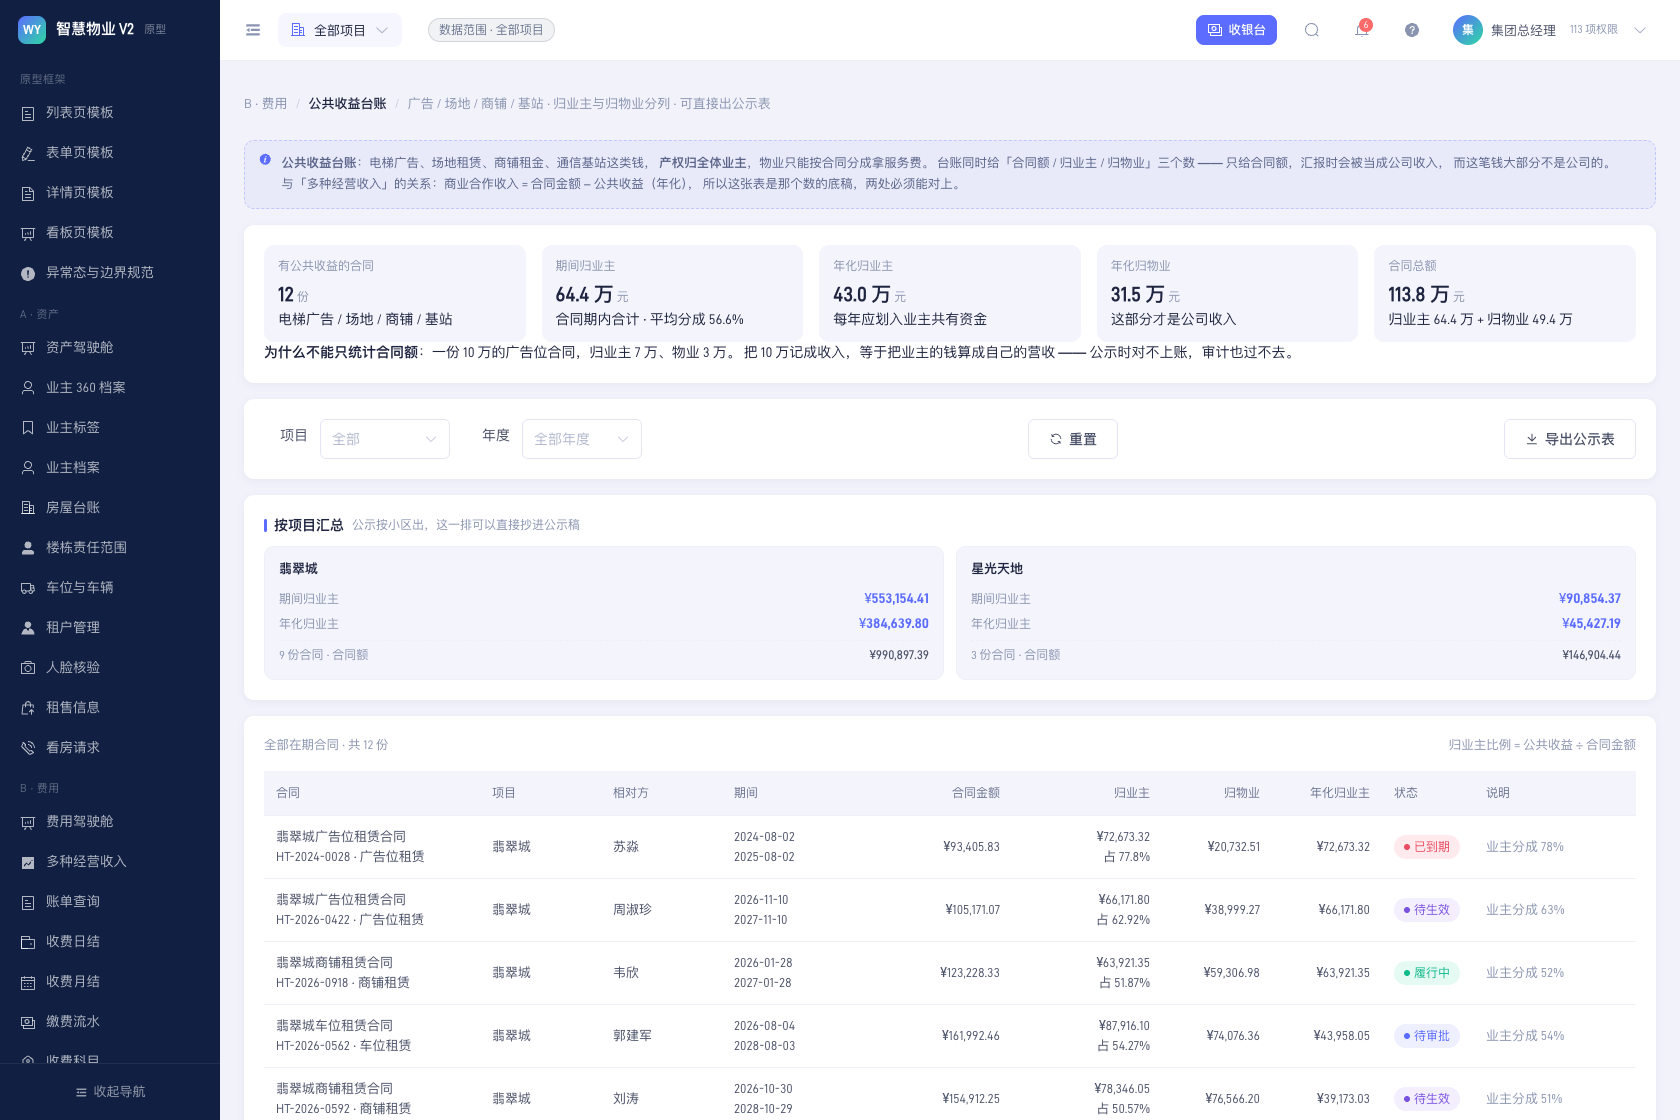 WY 智慧物业 V2 原型
原型框架
列表页模板
表单页模板
详情页模板
看板页模板
异常态与边界规范
A · 资产
资产驾驶舱
业主 360 档案
业主标签
业主档案
房屋台账
楼栋责任范围
车位与车辆
租户管理
人脸核验
租售信息
看房请求
B · 费用
费用驾驶舱
多种经营收入
账单查询
收费日结
收费月结
缴费流水
收费科目
收起导航
全部项目
数据范围 · 全部项目
收银台
6
集 集团总经理 113 项权限
B · 费用 / 公共收益台账 / 广告 / 场地 / 商铺 / 基站 · 归业主与归物业分列 · 可直接出公示表
公共收益台账：电梯广告、场地租赁、商铺租金、通信基站这类钱， 产权归全体业主，物业只能按合同分成拿服务费。 台账同时给「合同额 / 归业主 / 归物业」三个数 —— 只给合同额，汇报时会被当成公司收入， 而这笔钱大部分不是公司的。
与「多种经营收入」的关系：商业合作收入 = 合同金额 − 公共收益（年化）， 所以这张表是那个数的底稿，两处必须能对上。
有公共收益的合同
12 份
电梯广告 / 场地 / 商铺 / 基站
期间归业主
64.4 万 元
合同期内合计 · 平均分成 56.6%
年化归业主
43.0 万 元
每年应划入业主共有资金
年化归物业
31.5 万 元
这部分才是公司收入
合同总额
113.8 万 元
归业主 64.4 万 + 归物业 49.4 万
为什么不能只统计合同额：一份 10 万的广告位合同，归业主 7 万、物业 3 万。 把 10 万记成收入，等于把业主的钱算成自己的营收 —— 公示时对不上账，审计也过不去。
项目 全部 年度 全部年度 重置 导出公示表
按项目汇总 公示按小区出，这一排可以直接抄进公示稿
翡翠城
期间归业主 ¥553,154.41
年化归业主 ¥384,639.80
9 份合同 · 合同额 ¥990,897.39
星光天地
期间归业主 ¥90,854.37
年化归业主 ¥45,427.19
3 份合同 · 合同额 ¥146,904.44
全部在期合同 · 共 12 份 归业主比例 = 公共收益 ÷ 合同金额
合同 项目 相对方 期间 合同金额 归业主 归物业 年化归业主 状态 说明
翡翠城广告位租赁合同 2024-08-02 ¥72,673.32
翡翠城 苏淼 ¥93,405.83 ¥20,732.51 ¥72,673.32 已到期 业主分成 78%
HT-2024-0028 · 广告位租赁 2025-08-02 占 77.8%
翡翠城广告位租赁合同 2026-11-10 ¥66,171.80
翡翠城 周淑珍 ¥105,171.07 ¥38,999.27 ¥66,171.80 待生效 业主分成 63%
HT-2026-0422 · 广告位租赁 2027-11-10 占 62.92%
翡翠城商铺租赁合同 2026-01-28 ¥63,921.35
翡翠城 韦欣 ¥123,228.33 ¥59,306.98 ¥63,921.35 履行中 业主分成 52%
HT-2026-0918 · 商铺租赁 2027-01-28 占 51.87%
翡翠城车位租赁合同 2026-08-04 ¥87,916.10
翡翠城 郭建军 ¥161,992.46 ¥74,076.36 ¥43,958.05 待审批 业主分成 54%
HT-2026-0562 · 车位租赁 2028-08-03 占 54.27%
翡翠城商铺租赁合同 2026-10-30 ¥78,346.05
翡翠城 刘涛 ¥154,912.25 ¥76,566.20 ¥39,173.03 待生效 业主分成 51%
HT-2026-0592 · 商铺租赁 2028-10-29 占 50.57%